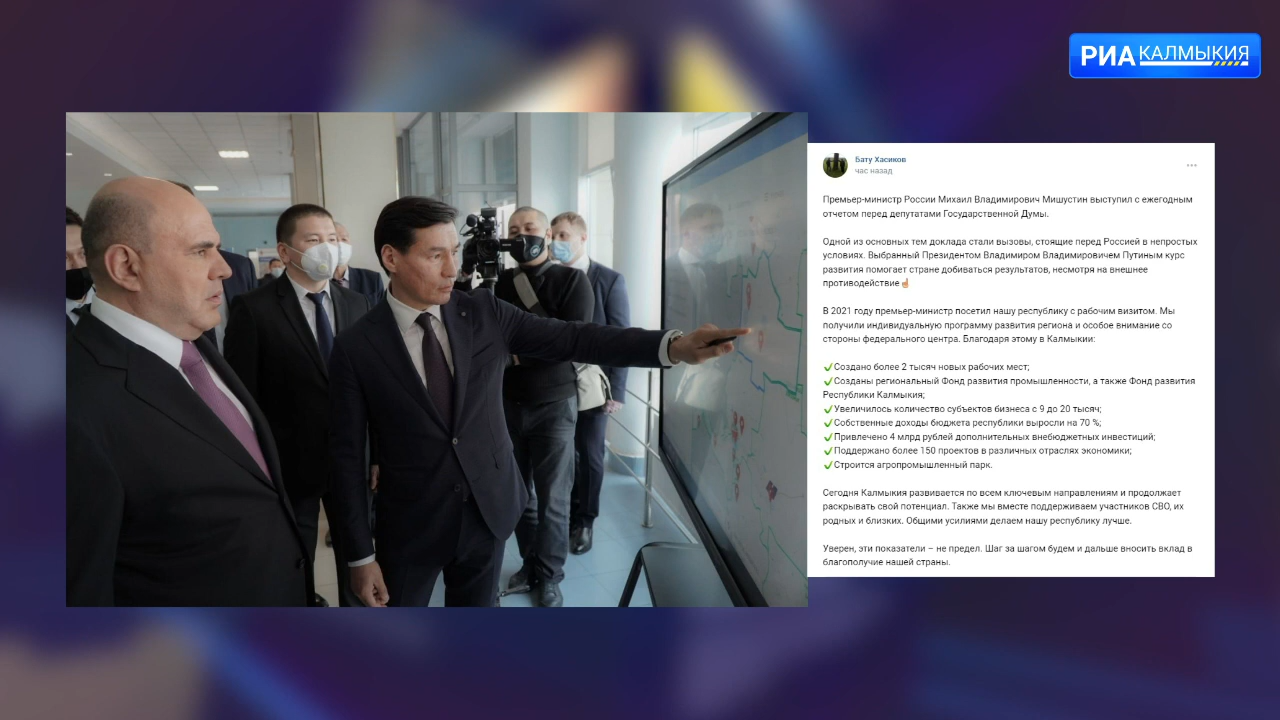 РИА КАЛМЫКИЯ
Бату Хасиков
час назад
Премьер-министр России Михаил Владимирович Мишустин выступил с ежегодным
отчетом перед депутатами Государственной Думы.
Одной из основных тем доклада стали вызовы, стоящие перед Россией в непростых
условиях. Выбранный Президентом Владимиром Владимировичем Путиным курс
развития помогает стране добиваться результатов, несмотря на внешнее
противодействие☝
В 2021 году премьер-министр посетил нашу республику с рабочим визитом. Мы
получили индивидуальную программу развития региона и особое внимание со
стороны федерального центра. Благодаря этому в Калмыкии:
✔Создано более 2 тысяч новых рабочих мест;
✔Созданы региональный Фонд развития промышленности, а также Фонд развития
Республики Калмыкия;
✔Увеличилось количество субъектов бизнеса с 9 до 20 тысяч;
✔Собственные доходы бюджета республики выросли на 70 %;
✔Привлечено 4 млрд рублей дополнительных внебюджетных инвестиций;
✔Поддержано более 150 проектов в различных отраслях экономики;
✔Строится агропромышленный парк.
Сегодня Калмыкия развивается по всем ключевым направлениям и продолжает
раскрывать свой потенциал. Также мы вместе поддерживаем участников СВО, их
родных и близких. Общими усилиями делаем нашу республику лучше.
Уверен, эти показатели – не предел. Шаг за шагом будем и дальше вносить вклад в
благополучие нашей страны.